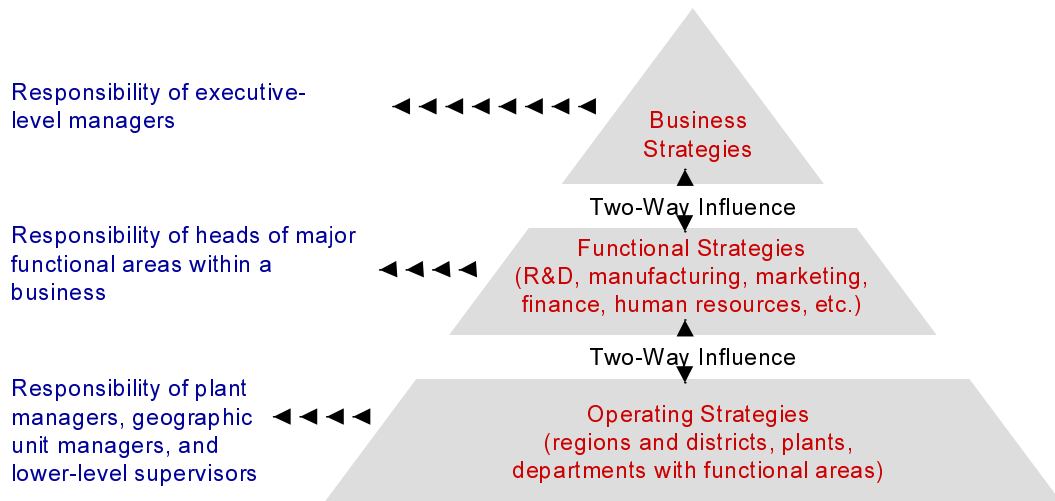 Responsibility of executive-
level managers
Business
Strategies
Two-Way Influence
Responsibility of heads of major
functional areas within a
business
Functional Strategies
(R&D, manufacturing, marketing,
finance, human resources, etc.)
Two-Way Influence
Responsibility of plant
managers, geographic
unit managers, and
lower-level supervisors
Operating Strategies
(regions and districts, plants,
departments with functional areas)